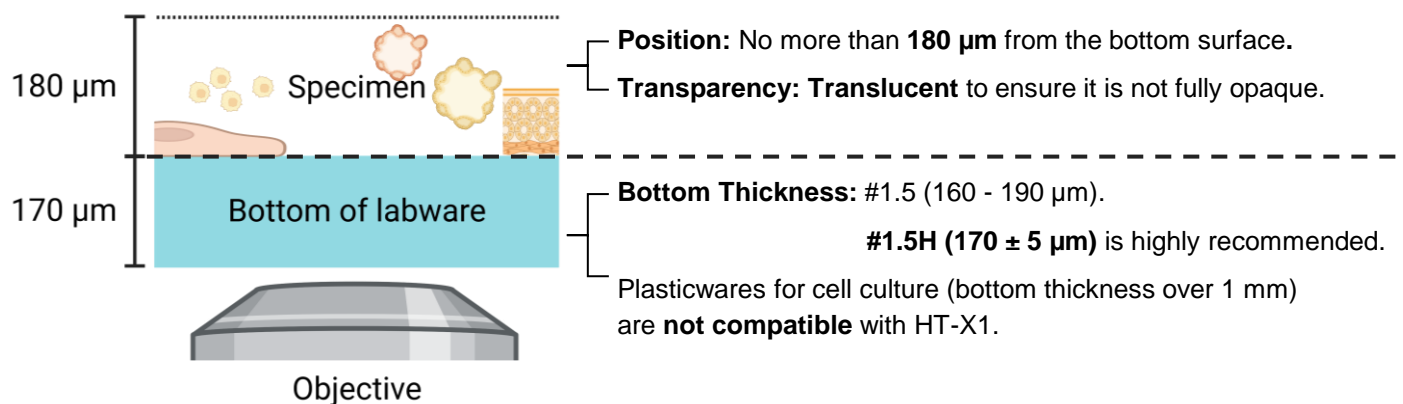 180 µm
Specimen
Position: No more than 180 µm from the bottom surface.
Transparency: Translucent to ensure it is not fully opaque.
170 µm
Bottom of labware
Bottom Thickness: #1.5 (160 - 190 µm).
#1.5H (170 ± 5 µm) is highly recommended.
Plasticwares for cell culture (bottom thickness over 1 mm)
are not compatible with HT-X1.
Objective